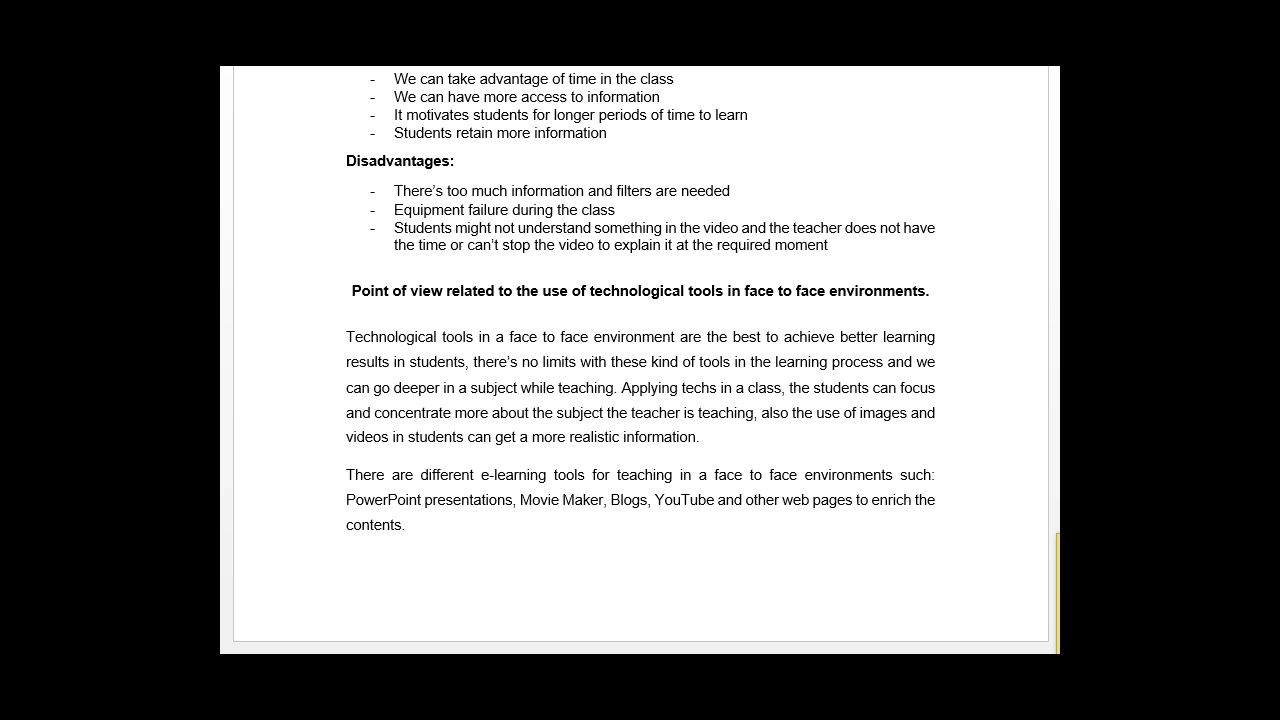 - We can take advantage of time in the class
- We can have more access to information
- It motivates students for longer periods of time to learn
- Students retain more information
Disadvantages:
- There’s too much information and filters are needed
- Equipment failure during the class
- Students might not understand something in the video and the teacher does not have
the time or can’t stop the video to explain it at the required moment
Point of view related to the use of technological tools in face to face environments.
Technological tools in a face to face environment are the best to achieve better learning
results in students, there’s no limits with these kind of tools in the learning process and we
can go deeper in a subject while teaching. Applying techs in a class, the students can focus
and concentrate more about the subject the teacher is teaching, also the use of images and
videos in students can get a more realistic information.
There are different e-learning tools for teaching in a face to face environments such:
PowerPoint presentations, Movie Maker, Blogs, YouTube and other web pages to enrich the
contents.